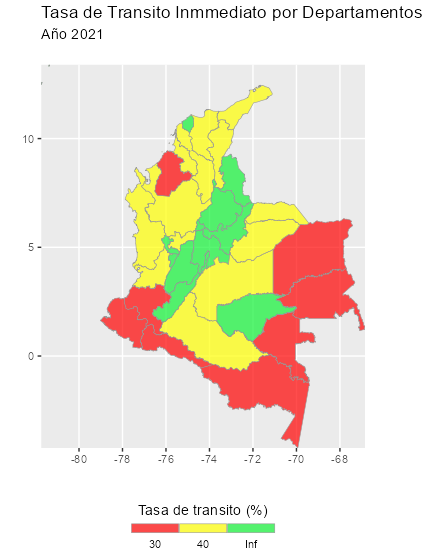 Tasa de Transito Inmmediato por Departamentos
Año 2021
10
5
0
-80 -78 -76 -74 -72 -70 -68
Tasa de transito (%)
30 40 Inf